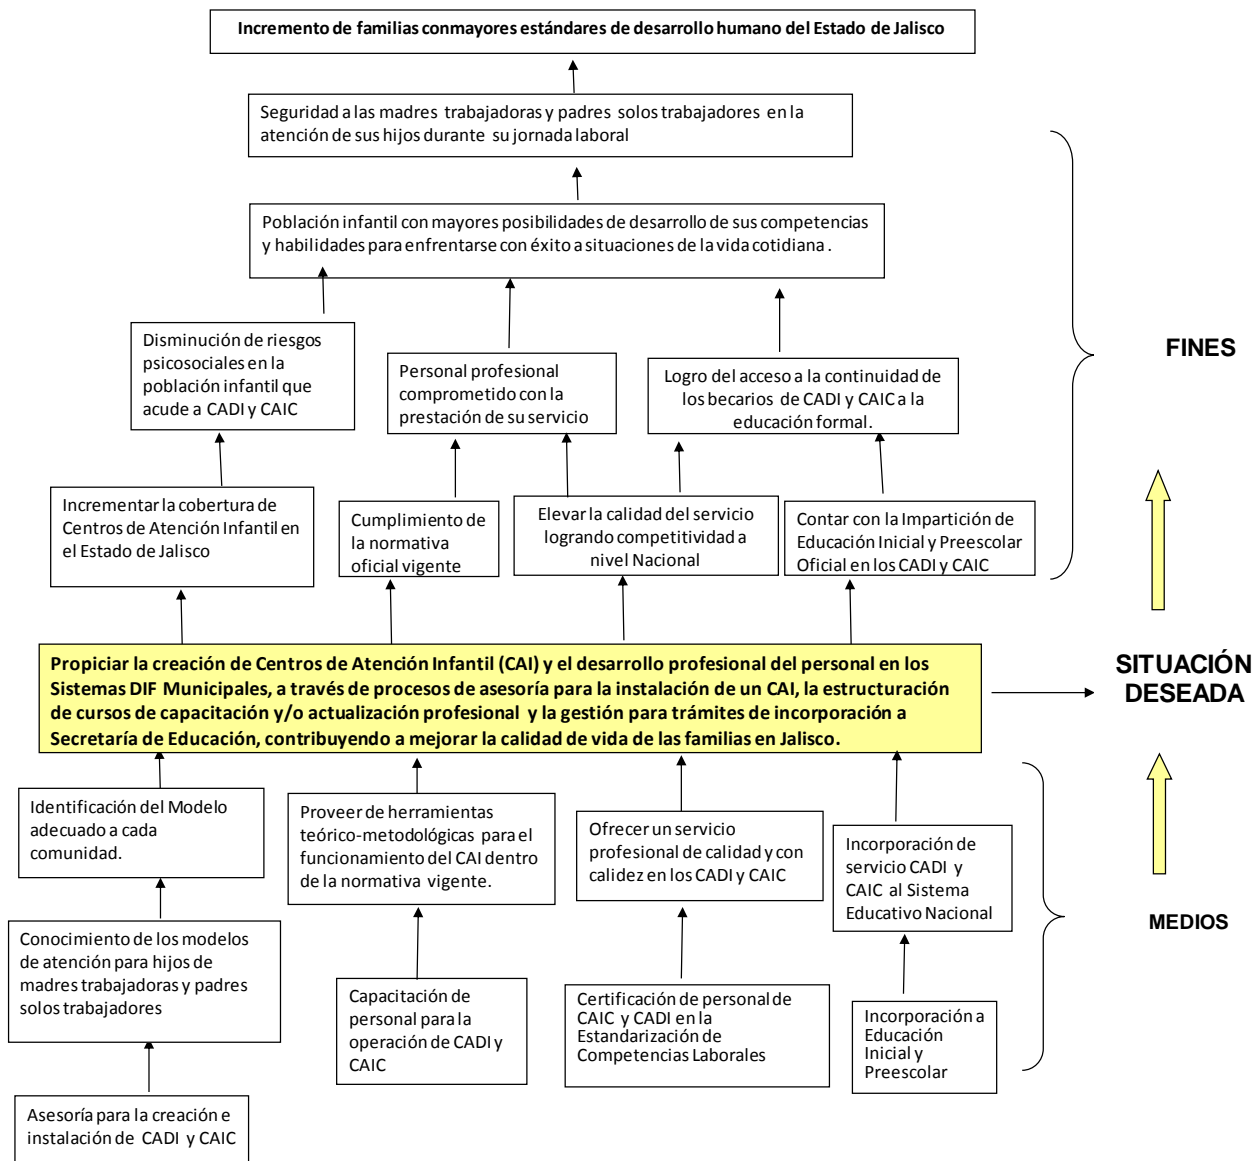 Incremento de familias conmayores estándares de desarrollo humano del Estado de Jalisco
Seguridad a las madres trabajadoras y padres solos trabajadores en la
atención de sus hijos durante su jornada laboral
Población infantil con mayores posibilidades de desarrollo de sus competencias
y habilidades para enfrentarse con éxito a situaciones de la vida cotidiana .
Disminución de riesgos
psicosociales en la
población infantil que
acude a CADI y CAIC
Personal profesional
comprometido con la
prestación de su servicio
Logro del acceso a la continuidad de
los becarios de CADI y CAIC a la
educación formal.
FINES
Incrementar la cobertura de
Centros de Atención Infantil en
el Estado de Jalisco
Cumplimiento de
la normativa
oficial vigente
Elevar la calidad del servicio
logrando competitividad a
nivel Nacional
Contar con la Impartición de
Educación Inicial y Preescolar
Oficial en los CADI y CAIC
Propiciar la creación de Centros de Atención Infantil (CAI) y el desarrollo profesional del personal en los
Sistemas DIF Municipales, a través de procesos de asesoría para la instalación de un CAI, la estructuración
de cursos de capacitación y/o actualización profesional y la gestión para trámites de incorporación a
Secretaría de Educación, contribuyendo a mejorar la calidad de vida de las familias en Jalisco.
SITUACIÓN
DESEADA
Identificación del Modelo
adecuado a cada
comunidad.
Proveer de herramientas
teórico-metodológicas para el
funcionamiento del CAI dentro
de la normativa vigente.
Ofrecer un servicio
profesional de calidad y con
calidez en los CADI y CAIC
Incorporación de
servicio CADI y
CAIC al Sistema
Educativo Nacional
MEDIOS
Conocimiento de los modelos
de atención para hijos de
madres trabajadoras y padres
solos trabajadores
Capacitación de
personal para la
operación de CADI y
CAIC
Certificación de personal de
CAIC y CADI en la
Estandarización de
Competencias Laborales
Incorporación a
Educación
Inicial y
Preescolar
Asesoría para la creación e
instalación de CADI y CAIC